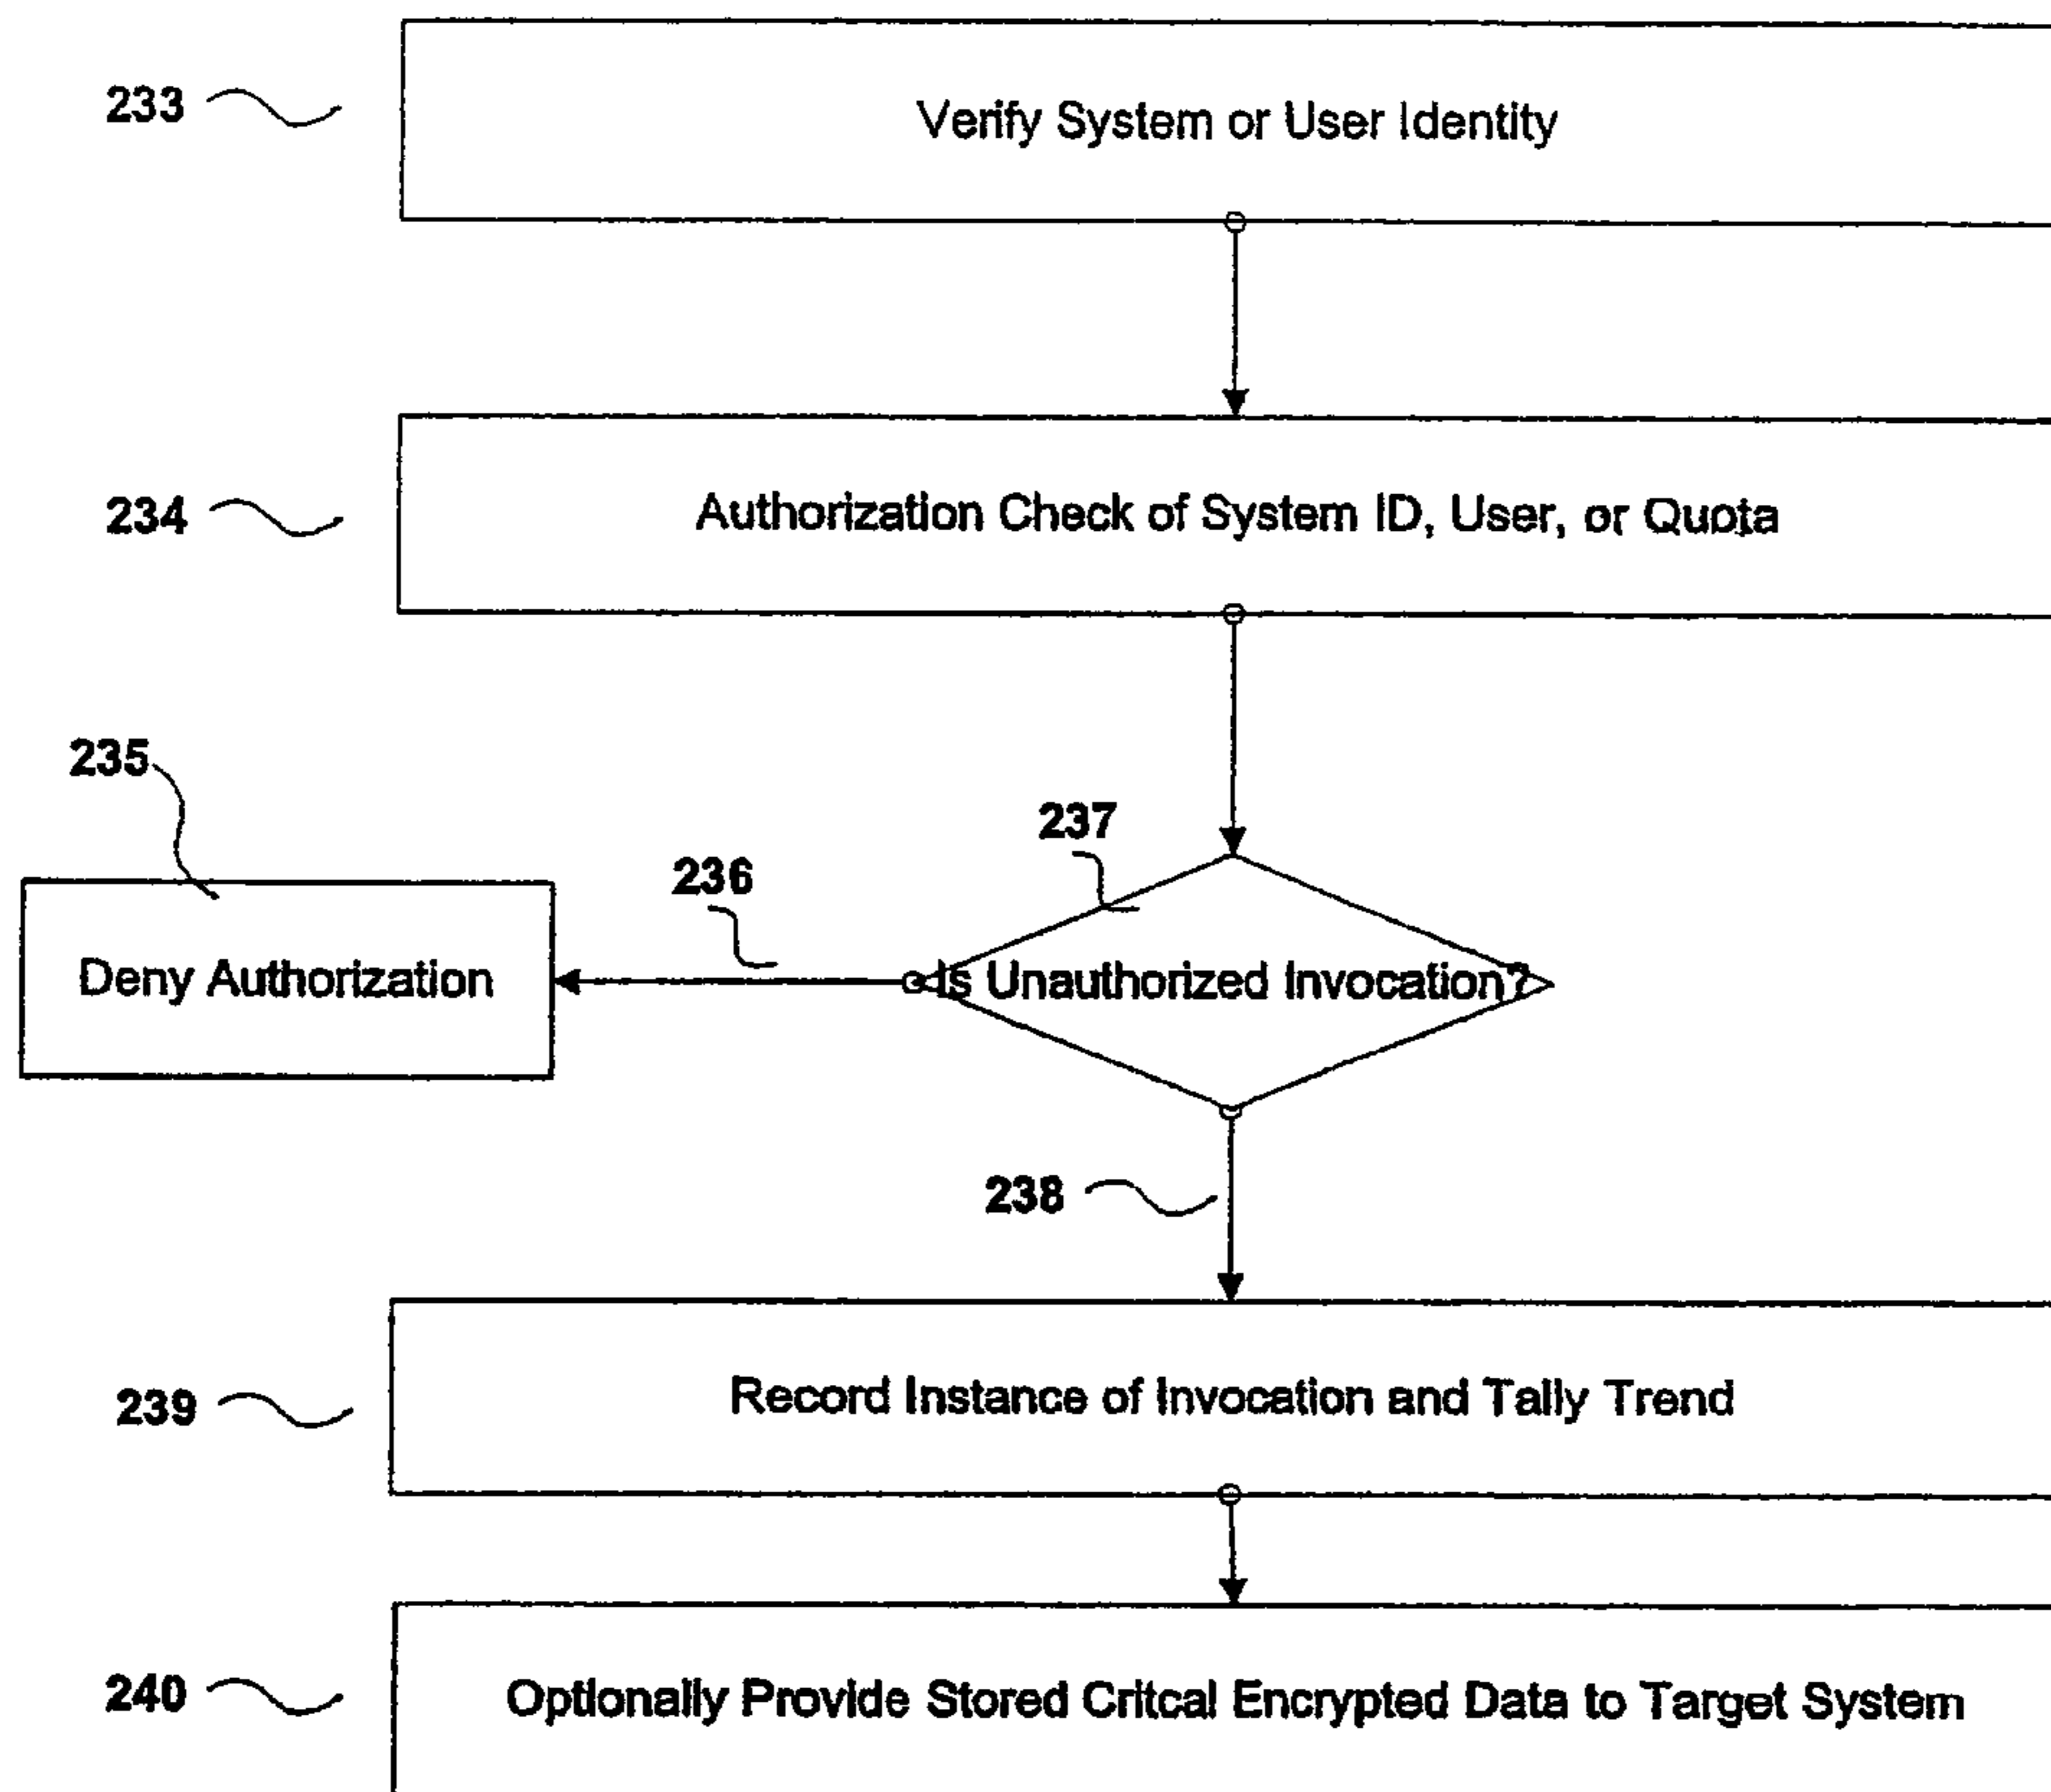 233
Verify System or User Identity
234
Authorization Check of System ID, User, or Quota
235
237
236
Deny Authorization
Is Unauthorized Invocation?
238
239
Record Instance of Invocation and Tally Trend
240
Optionally Provide Stored Critcal Encrypted Data to Target System